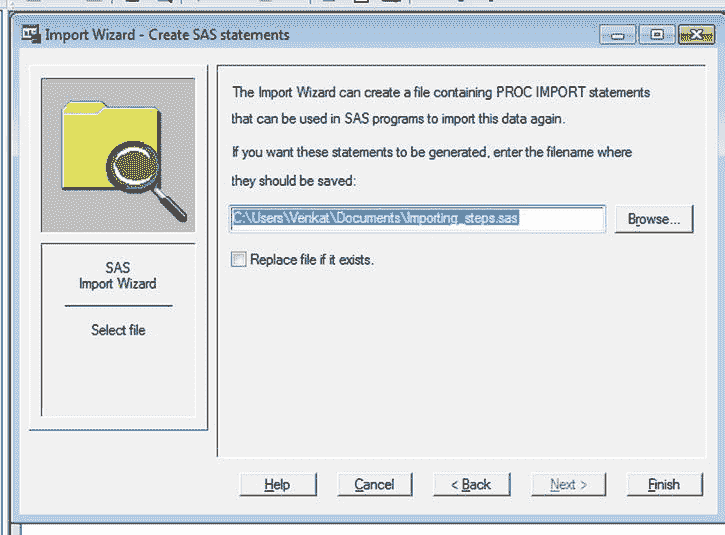 Import Wizard - Create SAS statements
The Import Wizard can create a file containing PROC IMPORT statements
that can be used in SAS programs to import this data again.
If you want these statements to be generated, enter the filename where
they should be saved:
C:\Users\Venkat\Documents\Importing_steps.sas
Browse...
Replace file if it exists.
SAS
Import Wizard
Select file
Help
Cancel
< Back
Next >
Finish